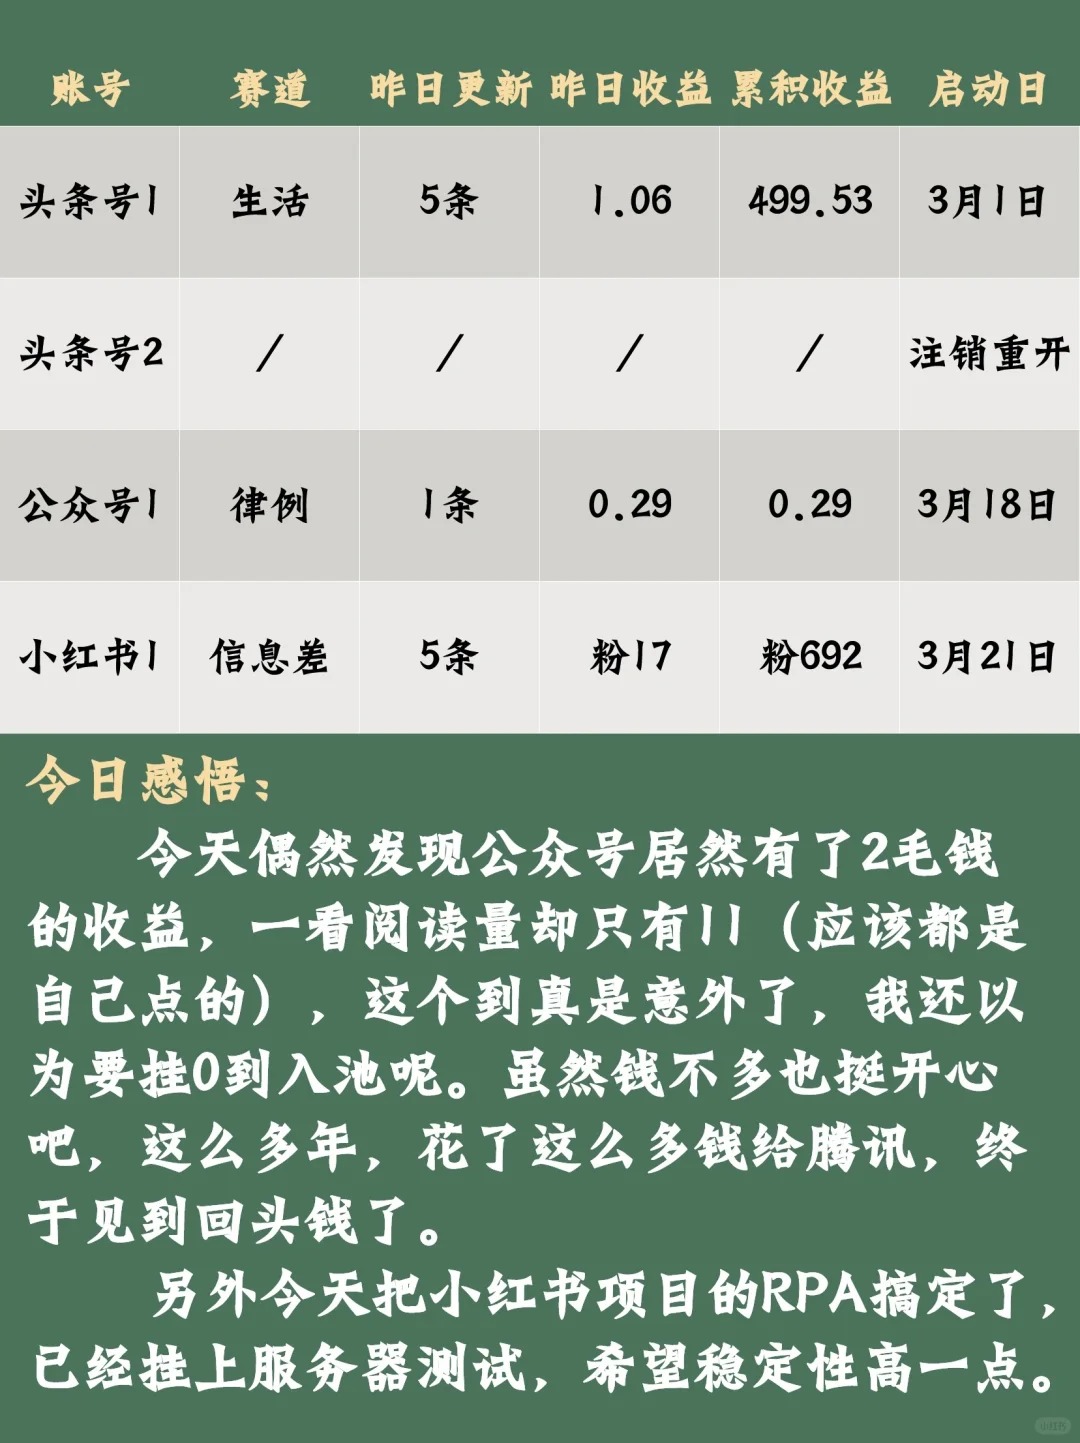 账号 赛道 昨日更新 昨日收益 累积收益 启动日
头条号1 生活 5条 1.06 499.53 3月1日
头条号2 / / / / 注销重开
公众号1 律例 1条 0.29 0.29 3月18日
小红书1 信息差 5条 粉17 粉692 3月21日
今日感悟：
今天偶然发现公众号居然有了2毛钱
的收益，一看阅读量却只有11（应该都是
自己点的），这个到真是意外了，我还以
为要挂0到入池呢。虽然钱不多也挺开心
吧，这么多年，花了这么多钱给腾讯，终
于见到回头钱了。
另外今天把小红书项目的RPA搞定了，
已经挂上服务器测试，希望稳定性高一点。
小红书